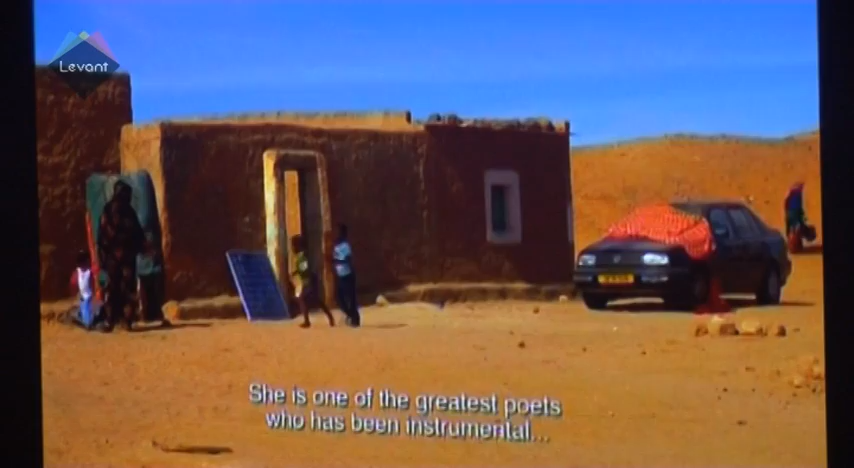 Levant
She is one of the greatest poets
who has been instrumental...